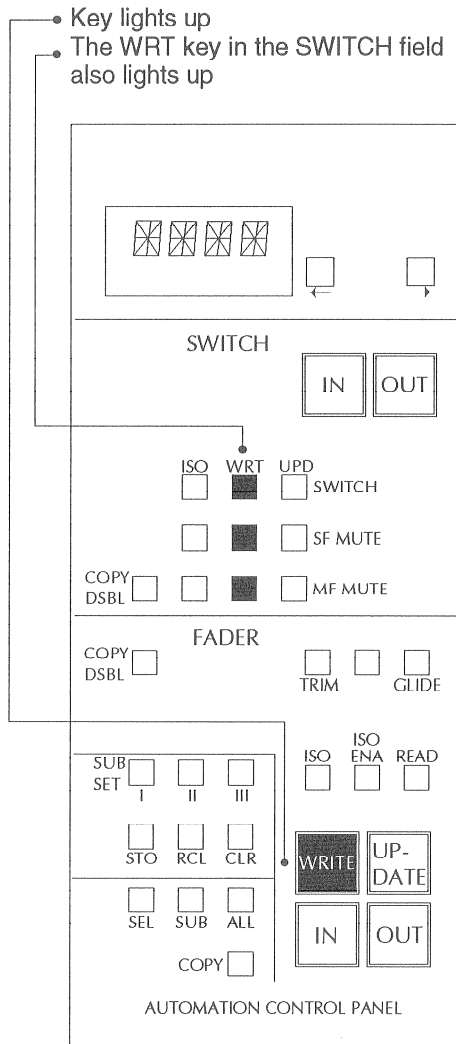 Key lights up
The WRT key in the SWITCH field
also lights up
SWITCH
IN OUT
ISO WRT UPD
SWITCH
SF MUTE
COPY
DSBL
MF MUTE
FADER
COPY
DSBL
TRIM GLIDE
ISO
ISO ENA READ
SUB
SET
I II III
STO RCL CLR
WRITE
UP-
DATE
SEL SUB ALL
IN OUT
COPY
AUTOMATION CONTROL PANEL